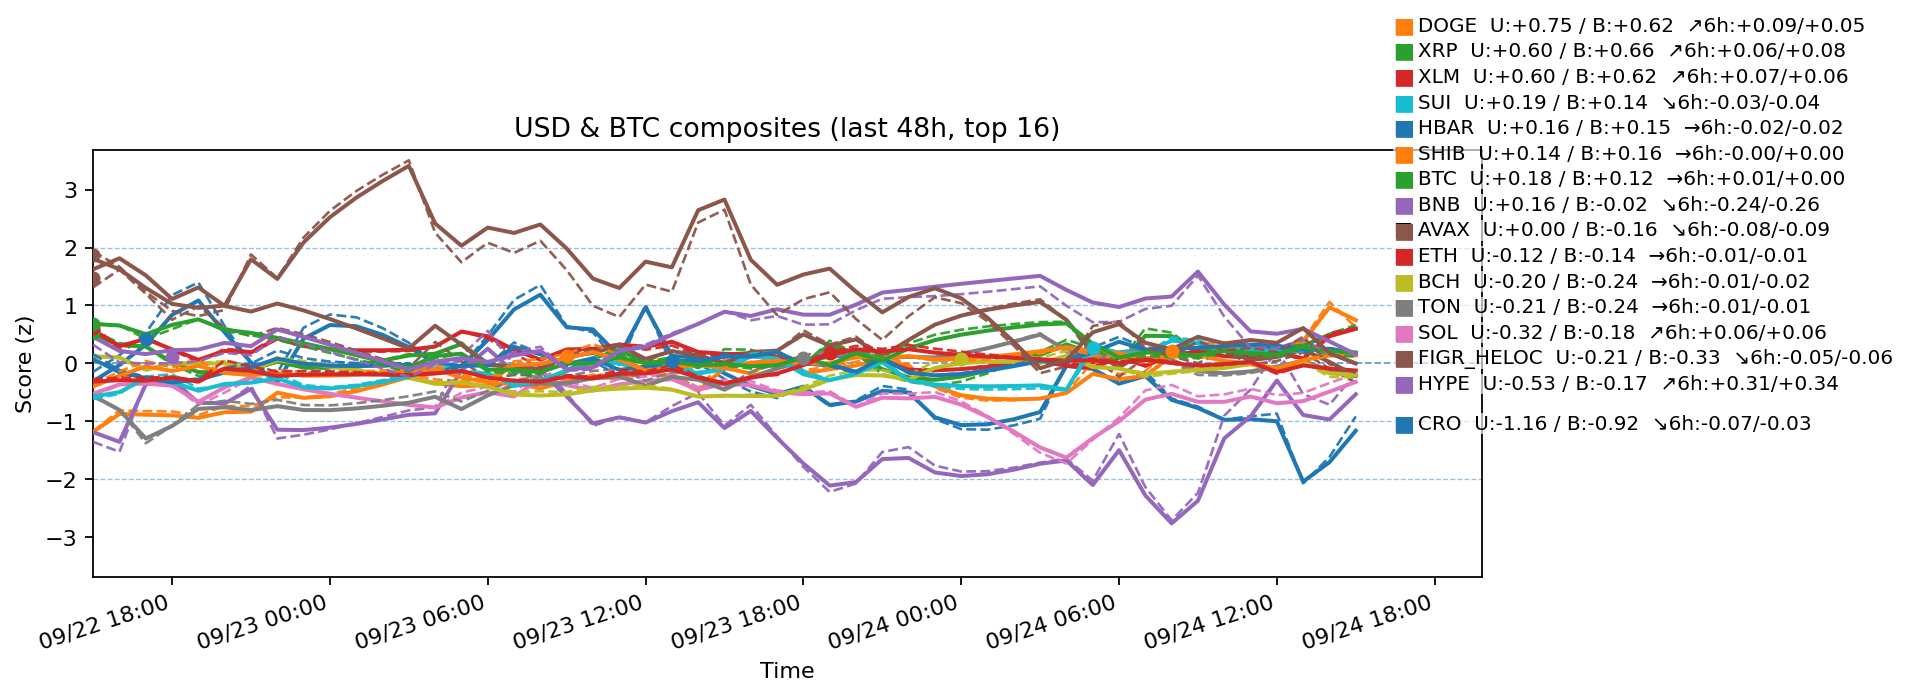 DOGE  U:+0.75 / B:+0.62  ↗6h:+0.09/+0.05
XRP  U:+0.60 / B:+0.66  ↗6h:+0.06/+0.08
XLM  U:+0.60 / B:+0.62  ↗6h:+0.07/+0.06
SUI  U:+0.19 / B:+0.14  ↘6h:-0.03/-0.04
HBAR  U:+0.16 / B:+0.15  →6h:-0.02/-0.02
SHIB  U:+0.14 / B:+0.16  →6h:-0.00/+0.00
BTC  U:+0.18 / B:+0.12  →6h:+0.01/+0.00
BNB  U:+0.16 / B:-0.02  ↘6h:-0.24/-0.26
AVAX  U:+0.00 / B:-0.16  ↘6h:-0.08/-0.09
ETH  U:-0.12 / B:-0.14  →6h:-0.01/-0.01
BCH  U:-0.20 / B:-0.24  →6h:-0.01/-0.02
TON  U:-0.21 / B:-0.24  →6h:-0.01/-0.01
SOL  U:-0.32 / B:-0.18  ↗6h:+0.06/+0.06
FIGR_HELOC  U:-0.21 / B:-0.33  ↘6h:-0.05/-0.06
HYPE  U:-0.53 / B:-0.17  ↗6h:+0.31/+0.34
CRO  U:-1.16 / B:-0.92  ↘6h:-0.07/-0.03
USD & BTC composites (last 48h, top 16)
Score (z)
3
2
1
0
−1
−2
−3
09/22 18:00
09/23 00:00
09/23 06:00
09/23 12:00
09/23 18:00
09/24 00:00
09/24 06:00
09/24 12:00
09/24 18:00
Time